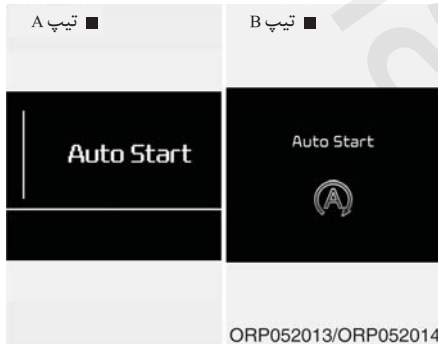 ■ تیپ A
■ تیپ B
Auto Start
Auto Start
A
ORP052013/ORP052014